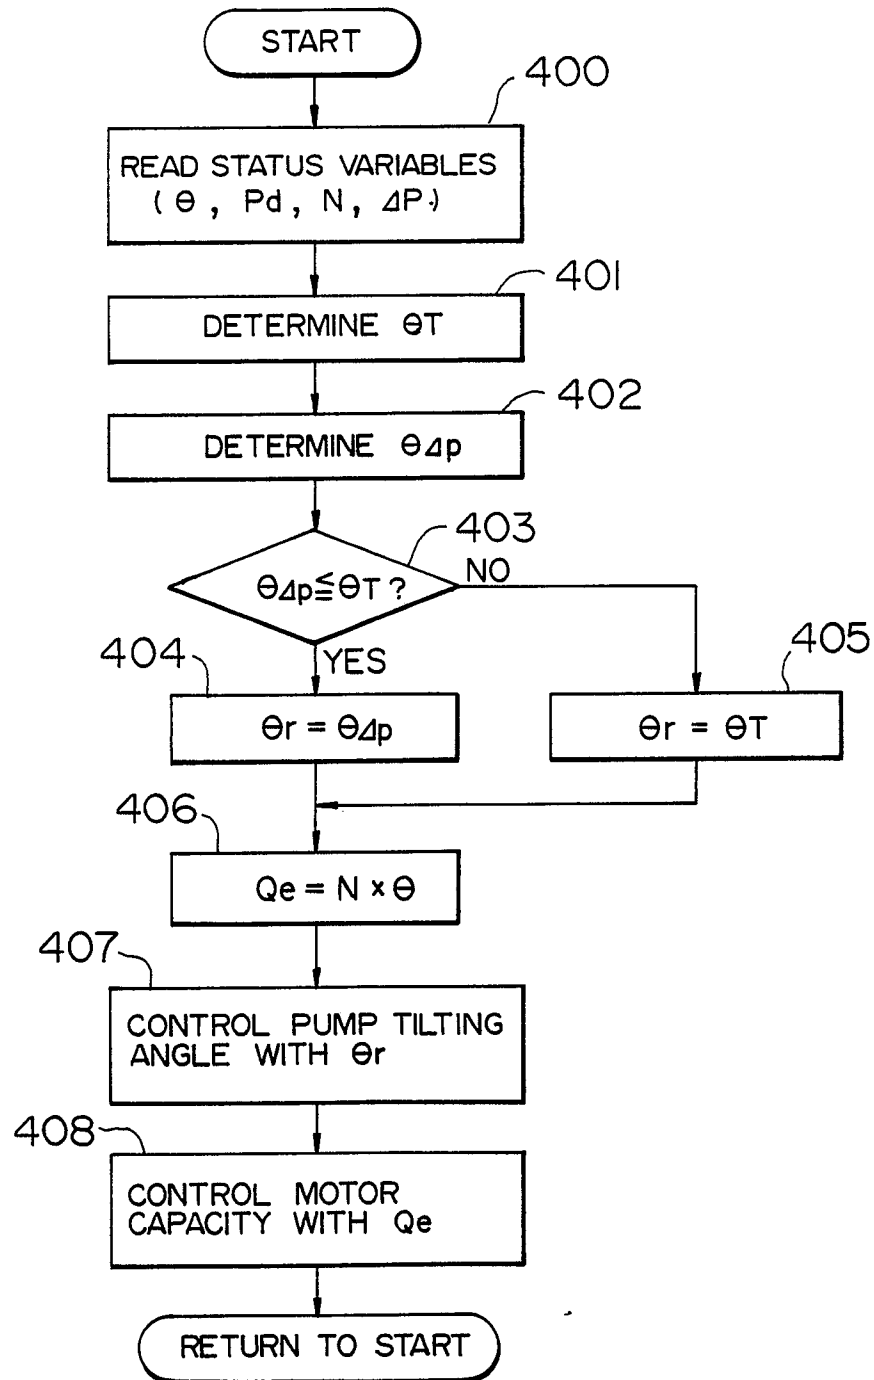 START
400
READ STATUS VARIABLES
( θ , Pd , N , ΔP.)
401
DETERMINE θT
402
DETERMINE θΔp
403
θΔp≦θT ?
NO
YES
404
θr = θΔp
405
θr = θT
406
Qe = N × θ
407
CONTROL PUMP TILTING
ANGLE WITH θr
408
CONTROL MOTOR
CAPACITY WITH Qe
RETURN TO START